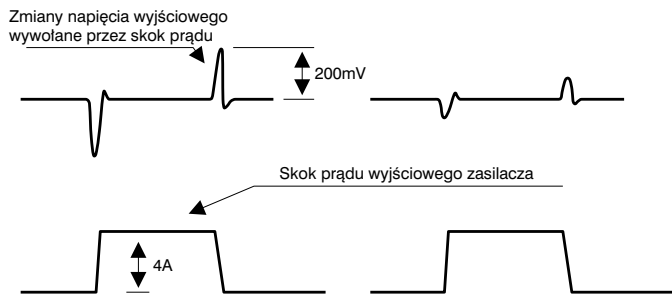 Zmiany napięcia wyjściowego
wywołane przez skok prądu
200mV
Skok prądu wyjściowego zasilacza
4A